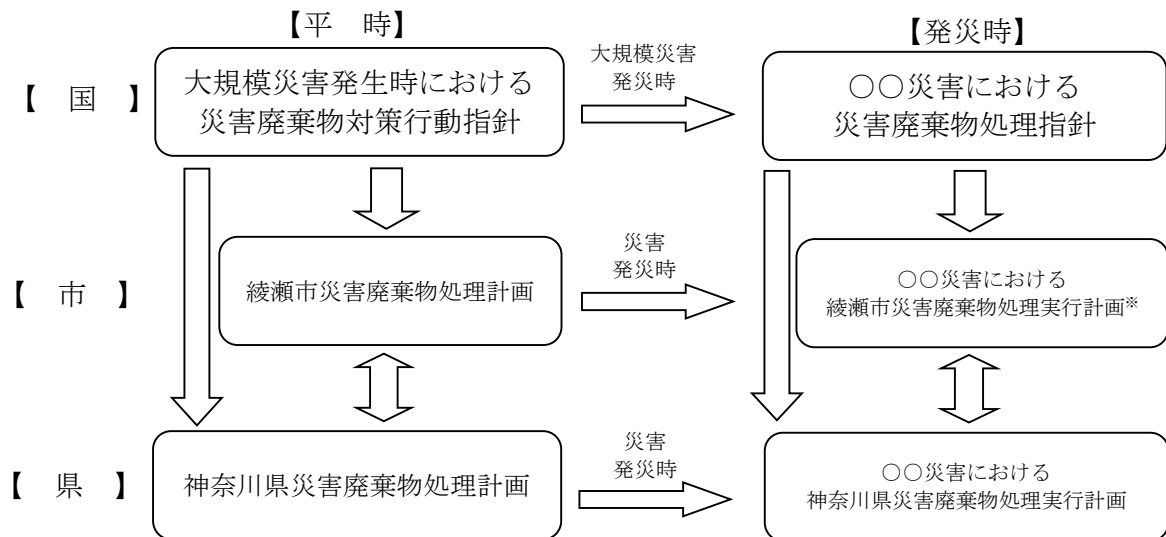 【平　時】
【発災時】
【　国　】
大規模災害発生時における
災害廃棄物対策行動指針
大規模災害
発災時
○○災害における
災害廃棄物処理指針
【　市　】
綾瀬市災害廃棄物処理計画
災害
発災時
○○災害における
綾瀬市災害廃棄物処理実行計画※
【　県　】
神奈川県災害廃棄物処理計画
災害
発災時
○○災害における
神奈川県災害廃棄物処理実行計画